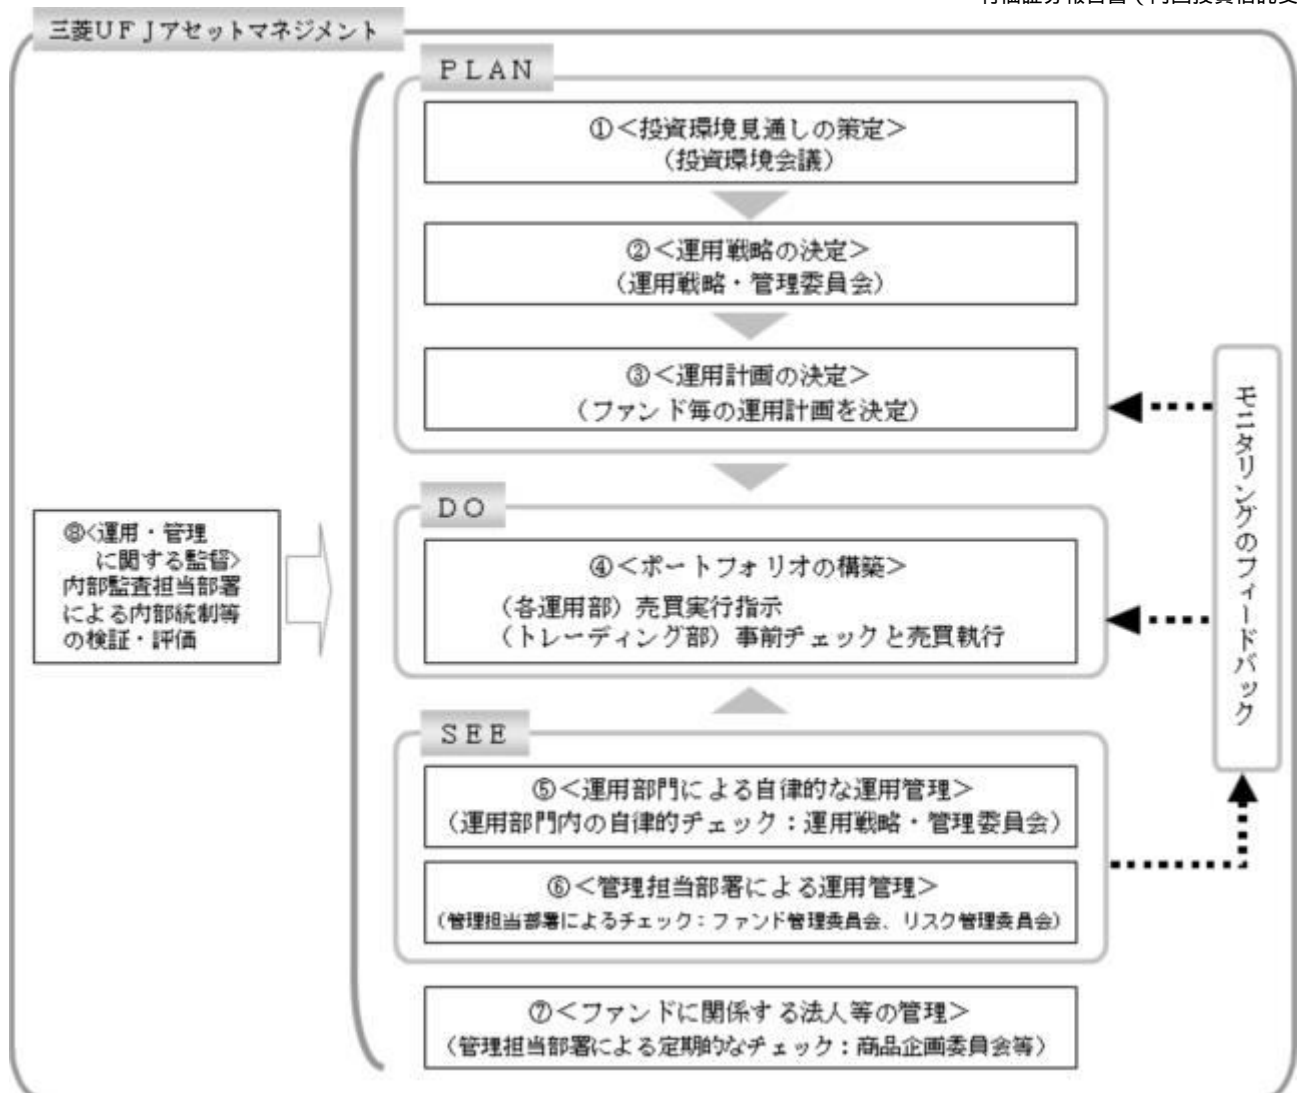 三菱UFJアセットマネジメント
PLAN
①<投資環境見通しの策定>
(投資環境会議)
②<運用戦略の決定>
(運用戦略・管理委員会)
③<運用計画の決定>
(ファンド毎の運用計画を決定)
DO
④<ポートフォリオの構築>
(各運用部)売買実行指示
(トレーディング部)事前チェックと売買執行
SEE
⑤<運用部門による自律的な運用管理>
(運用部門内の自律的チェック:運用戦略・管理委員会)
⑥<管理担当部署による運用管理>
(管理担当部署によるチェック:ファンド管理委員会、リスク管理委員会)
⑦<ファンドに関係する法人等の管理>
(管理担当部署による定期的なチェック:商品企画委員会等)
⑧<運用・管理
に関する監督>
内部監査担当部署
による内部統制等
の検証・評価
モニタリングのフィードバック